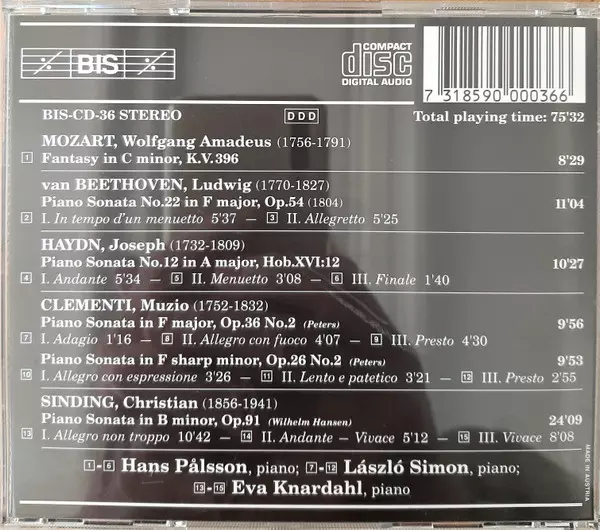 BIS
COMPACT
disc
DIGITAL AUDIO
7 318590 000366
BIS-CD-36 STEREO DDD Total playing time: 75'32
MOZART, Wolfgang Amadeus (1756-1791)
1 Fantasy in C minor, K.V.396 8'29
van BEETHOVEN, Ludwig (1770-1827)
Piano Sonata No.22 in F major, Op.54 (1804) 11'04
2 I. In tempo d'un menuetto 5'37 – 3 II. Allegretto 5'25
HAYDN, Joseph (1732-1809)
Piano Sonata No.12 in A major, Hob.XVI:12 10'27
4 I. Andante 5'34 – 5 II. Menuetto 3'08 – 6 III. Finale 1'40
CLEMENTI, Muzio (1752-1832)
Piano Sonata in F major, Op.36 No.2 (Peters) 9'56
7 I. Adagio 1'16 – 8 II. Allegro con fuoco 4'07 – 9 III. Presto 4'30
Piano Sonata in F sharp minor, Op.26 No.2 (Peters) 9'53
10 I. Allegro con espressione 3'26 – 11 II. Lento e patetico 3'21 – 12 III. Presto 2'55
SINDING, Christian (1856-1941)
Piano Sonata in B minor, Op.91 (Wilhelm Hansen) 24'09
13 I. Allegro non troppo 10'42 – 14 II. Andante – Vivace 5'12 – 15 III. Vivace 8'08
1-6 Hans Pålsson, piano; 7-12 László Simon, piano;
13-15 Eva Knardahl, piano
MADE IN AUSTRIA